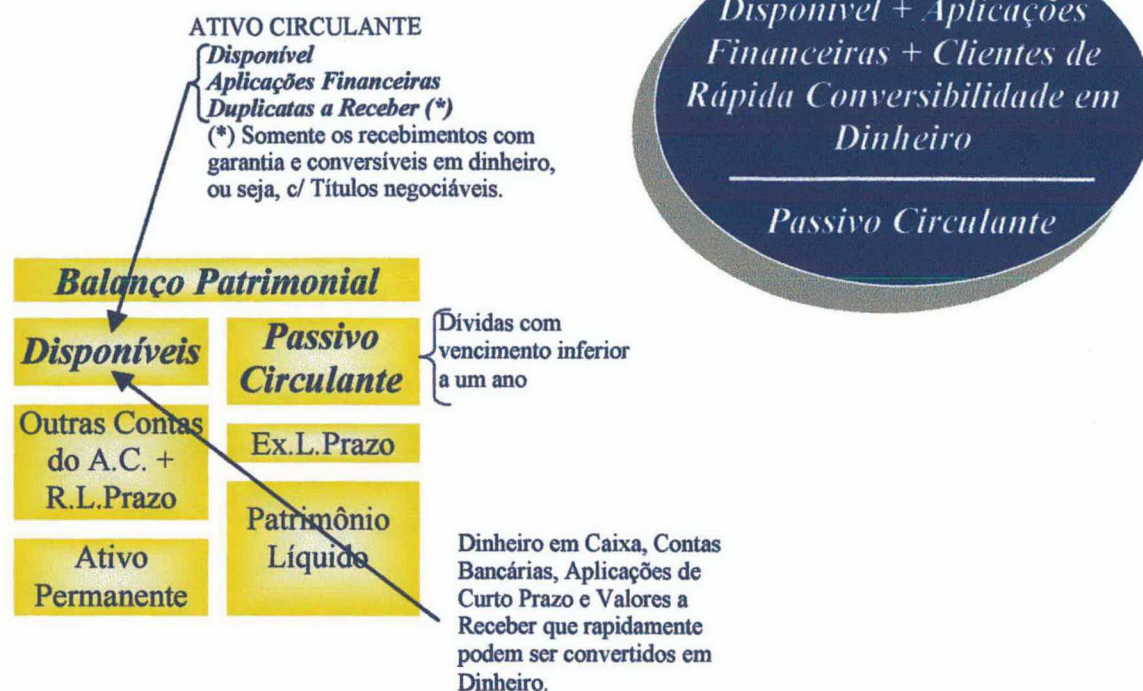 ATIVO CIRCULANTE
Disponível
Aplicações Financeiras
Duplicatas a Receber (*)
(*) Somente os recebimentos com
garantia e conversíveis em dinheiro,
ou seja, c/ Títulos negociáveis.
Disponível + Aplicações
Financeiras + Clientes de
Rápida Conversibilidade em
Dinheiro
Passivo Circulante
Balanço Patrimonial
Disponíveis
Passivo
Circulante
Dívidas com
vencimento inferior
a um ano
Outras Contas
do A.C. +
R.L.Prazo
Ex.L.Prazo
Patrimônio
Líquido
Ativo
Permanente
Dinheiro em Caixa, Contas
Bancárias, Aplicações de
Curto Prazo e Valores a
Receber que rapidamente
podem ser convertidos em
Dinheiro.